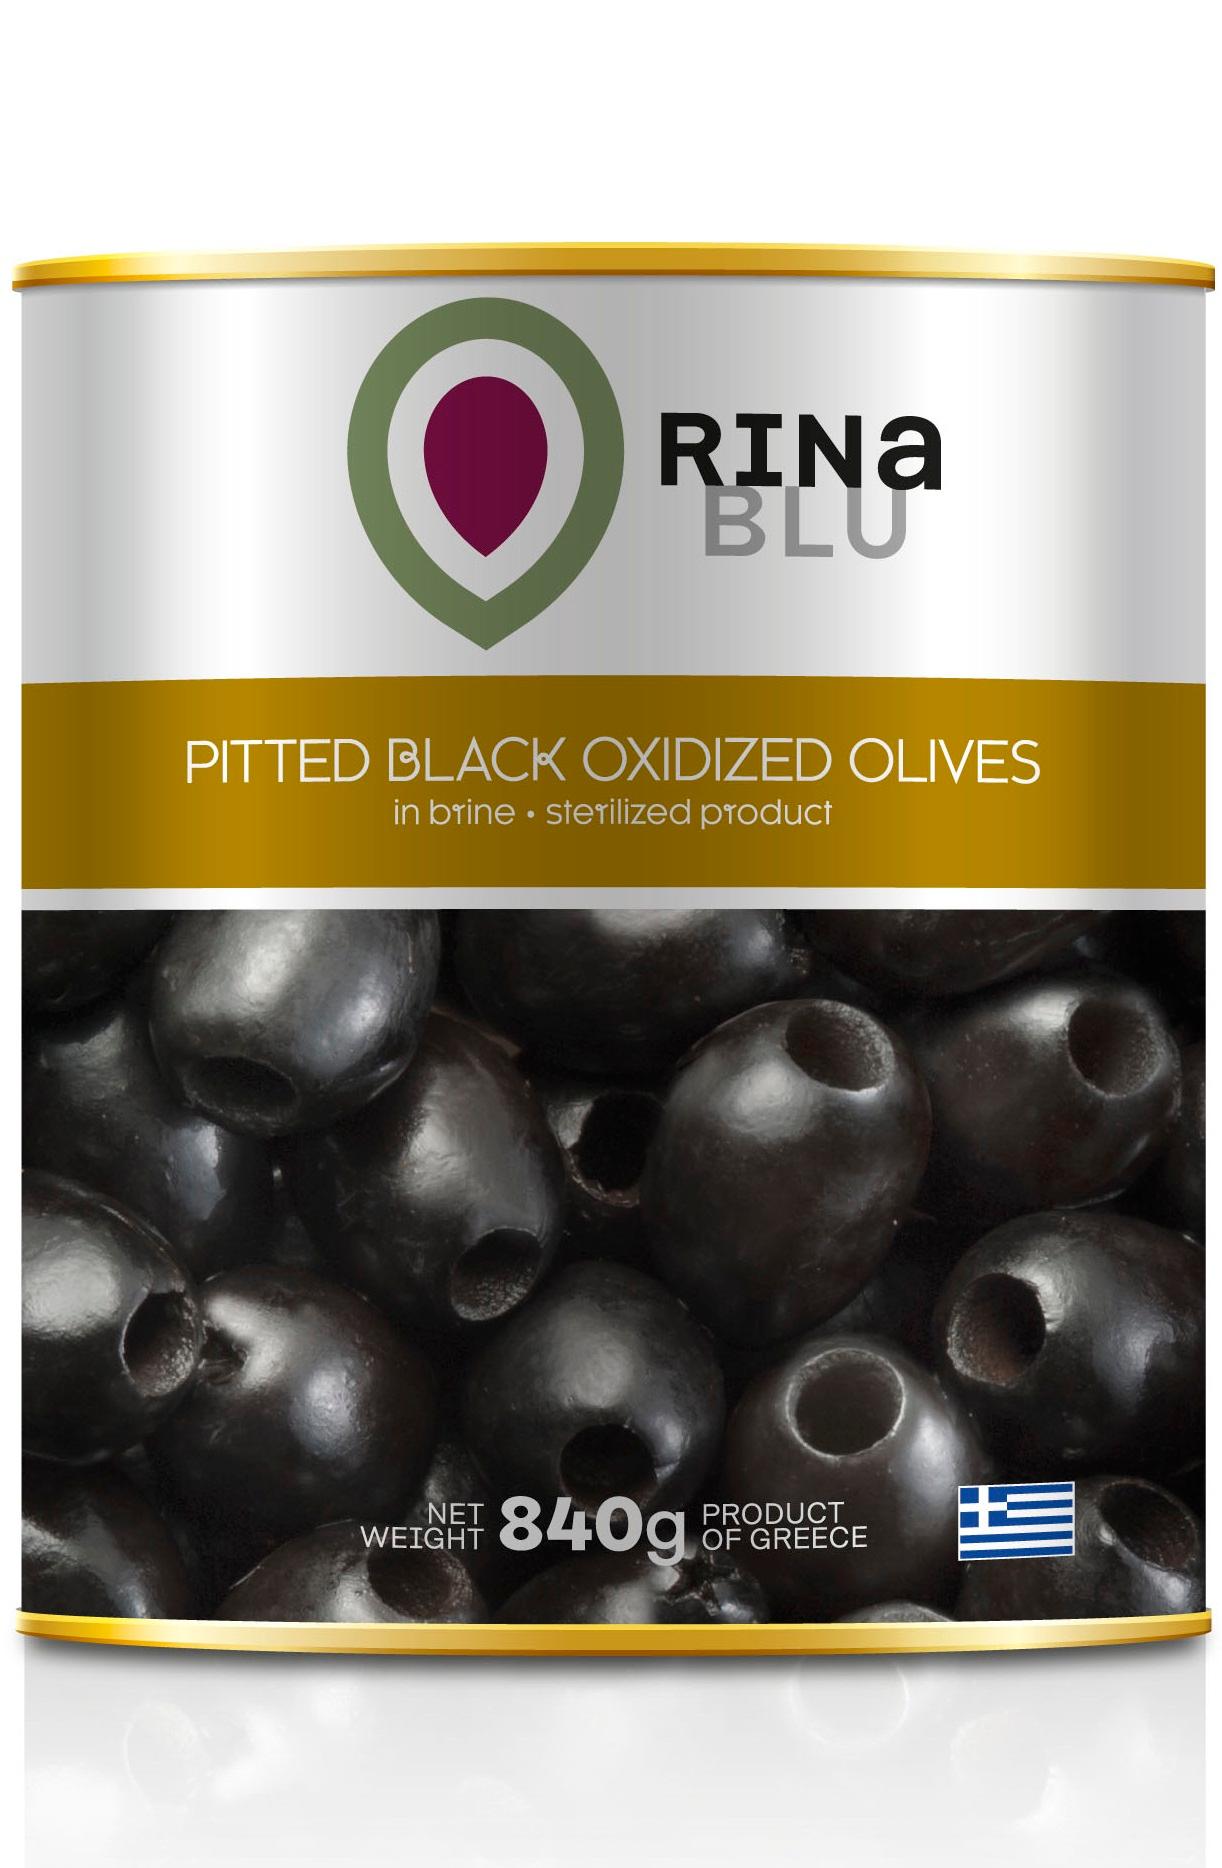 RINa
BLU
PITTED BLACK OXIDIZED OLIVES
in brine • sterilized product
NET WEIGHT 840g PRODUCT OF GREECE